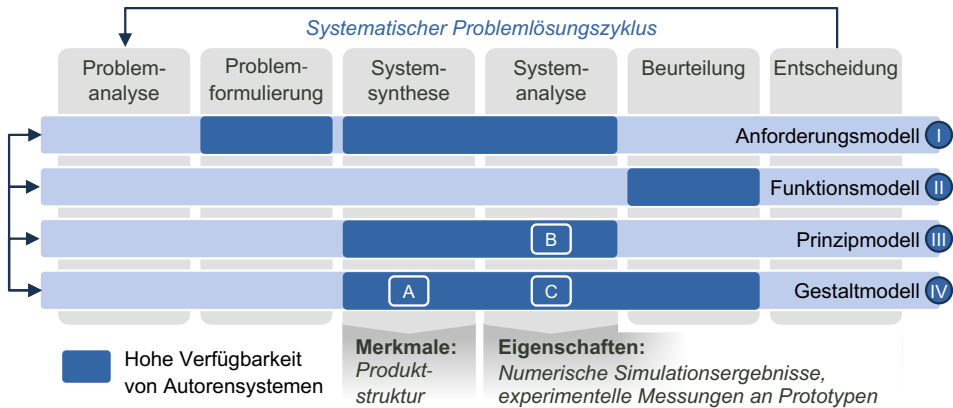 Systematischer Problemlösungszyklus
Problem-
analyse
Problem-
formulierung
System-
synthese
System-
analyse
Beurteilung
Entscheidung
Anforderungsmodell I
Funktionsmodell II
B
Prinzipmodell III
A
C
Gestaltmodell IV
Hohe Verfügbarkeit
von Autorensystemen
Merkmale:
Produkt-
struktur
Eigenschaften:
Numerische Simulationsergebnisse,
experimentelle Messungen an Prototypen